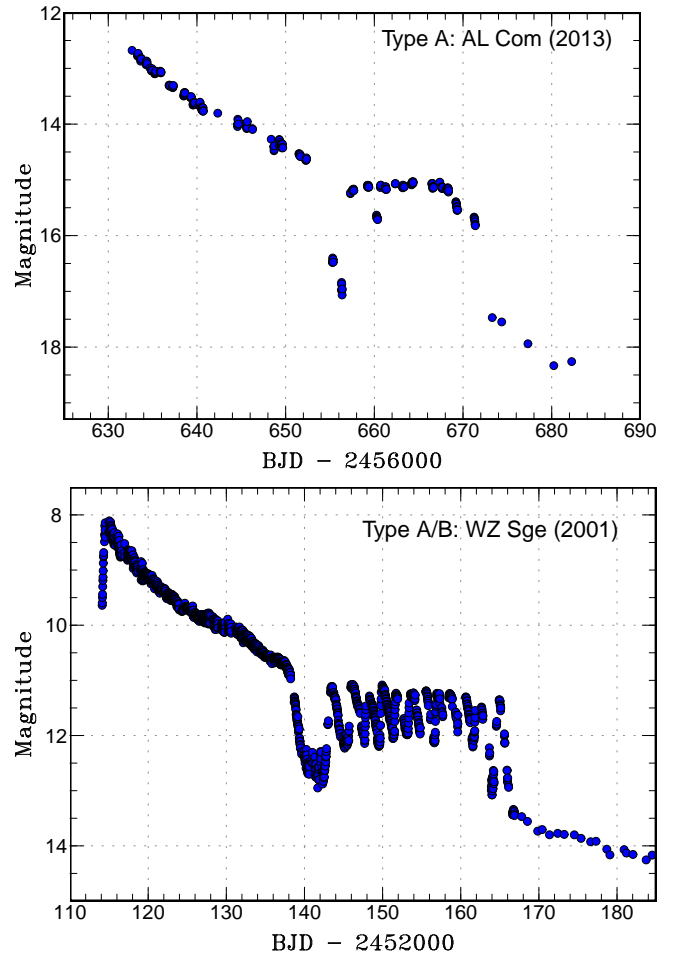 12
Type A: AL Com (2013)
14
16
18
Magnitude
630 640 650 660 670 680 690
BJD − 2456000
8
Type A/B: WZ Sge (2001)
10
12
14
Magnitude
110 120 130 140 150 160 170 180
BJD − 2452000